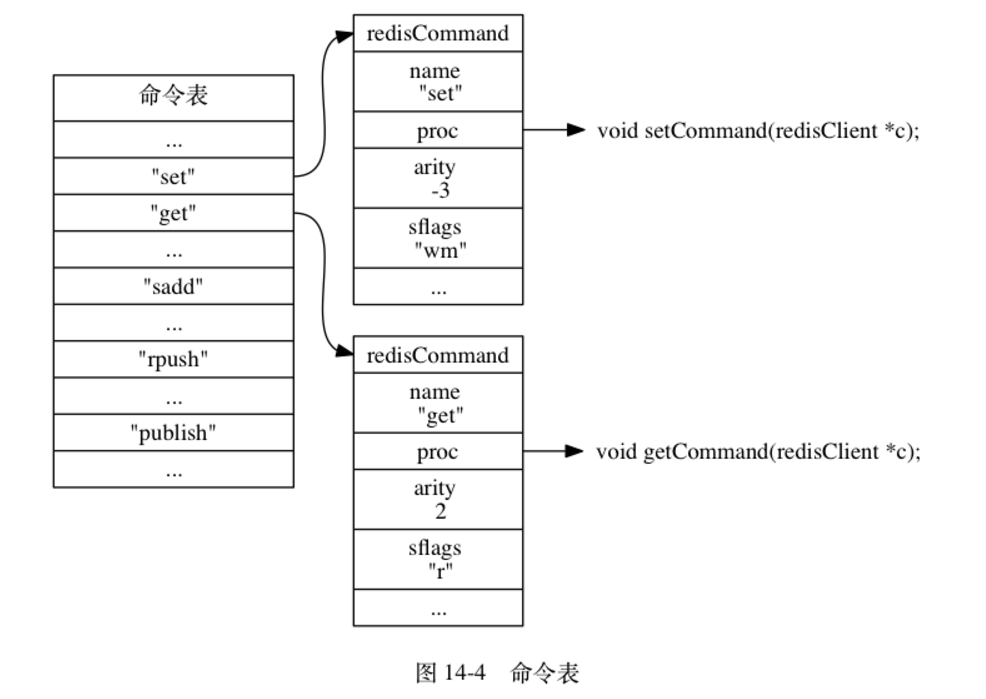 命令表
...
"set"
"get"
...
"sadd"
...
"rpush"
...
"publish"
...
redisCommand
name
"set"
proc
arity
-3
sflags
"wm"
...
void setCommand(redisClient *c);
redisCommand
name
"get"
proc
arity
2
sflags
"r"
...
void getCommand(redisClient *c);
图 14-4 命令表